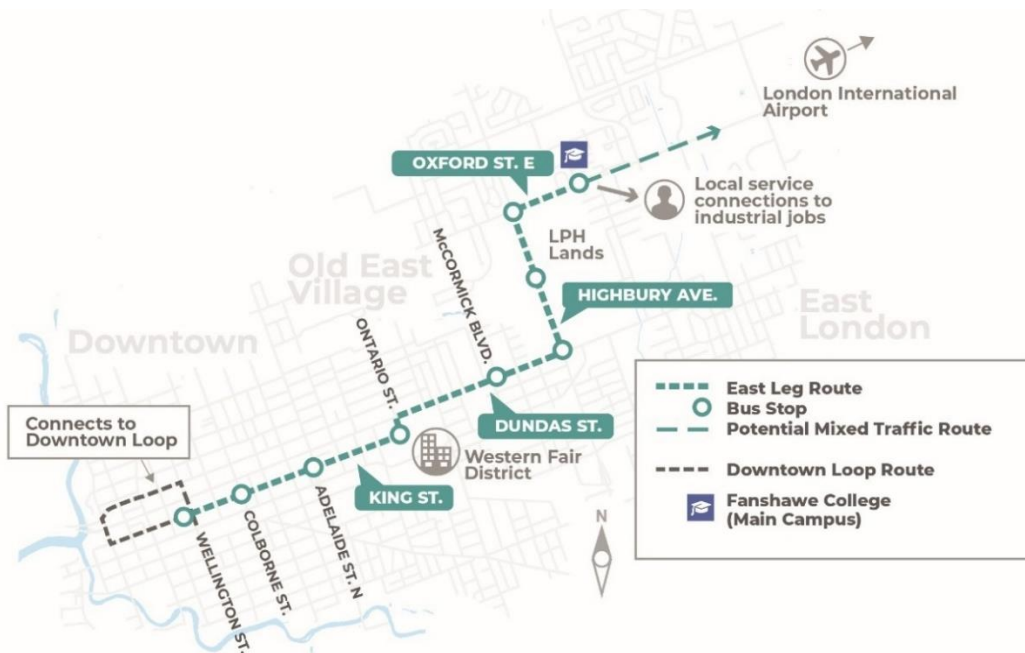 London International
Airport
OXFORD ST. E
Local service
connections to
industrial jobs
LPH
Lands
McCORMICK BLVD.
Old East
Village
HIGHBURY AVE.
East
London
Downtown
ONTARIO ST.
Connects to
Downtown Loop
DUNDAS ST.
Western Fair
District
KING ST.
ADELAIDE ST. N
COLBORNE ST.
WELLINGTON ST.
N
East Leg Route
Bus Stop
Potential Mixed Traffic Route
Downtown Loop Route
Fanshawe College
(Main Campus)